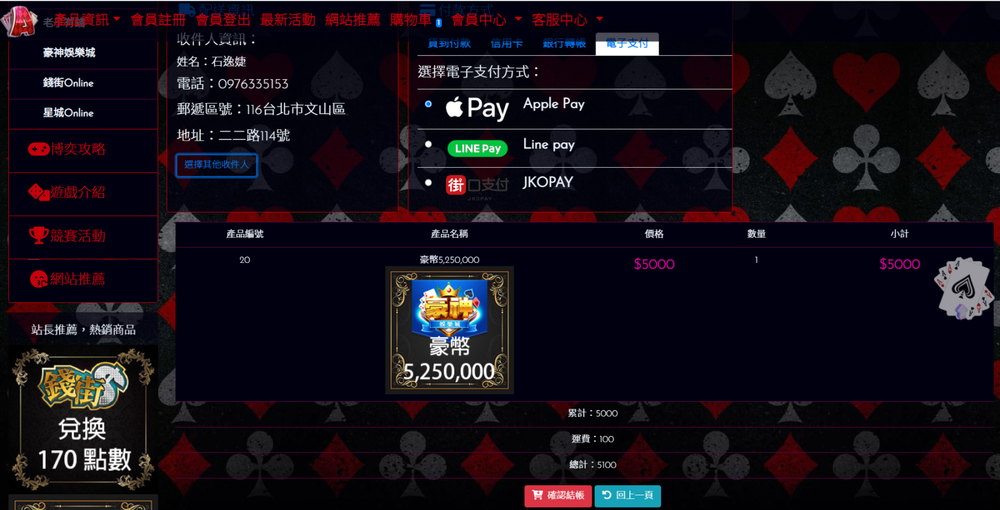 產品資訊 會員註冊 會員登出 最新活動 網站推薦 購物車 1 會員中心 客服中心
配送資訊
付款方式
豪神娛樂城
錢街Online
星城Online
博奕攻略
遊戲介紹
競賽活動
網站推薦
站長推薦，熱銷商品
錢街
兌換
170 點數
收件人資訊：
姓名：石逸婕
電話：0976335153
郵遞區號：116台北市文山區
地址：二二路114號
選擇其他收件人
貨到付款 信用卡 銀行轉帳 電子支付
選擇電子支付方式：
Pay Apple Pay
LINE Pay Line pay
街口支付 JKOPAY
JKOPAY
產品編號 產品名稱 價格 數量 小計
20 豪幣5,250,000 $5000 1 $5000
豪神
娛樂城
豪幣
5,250,000
累計：5000
運費：100
總計：5100
確認結帳 回上一頁